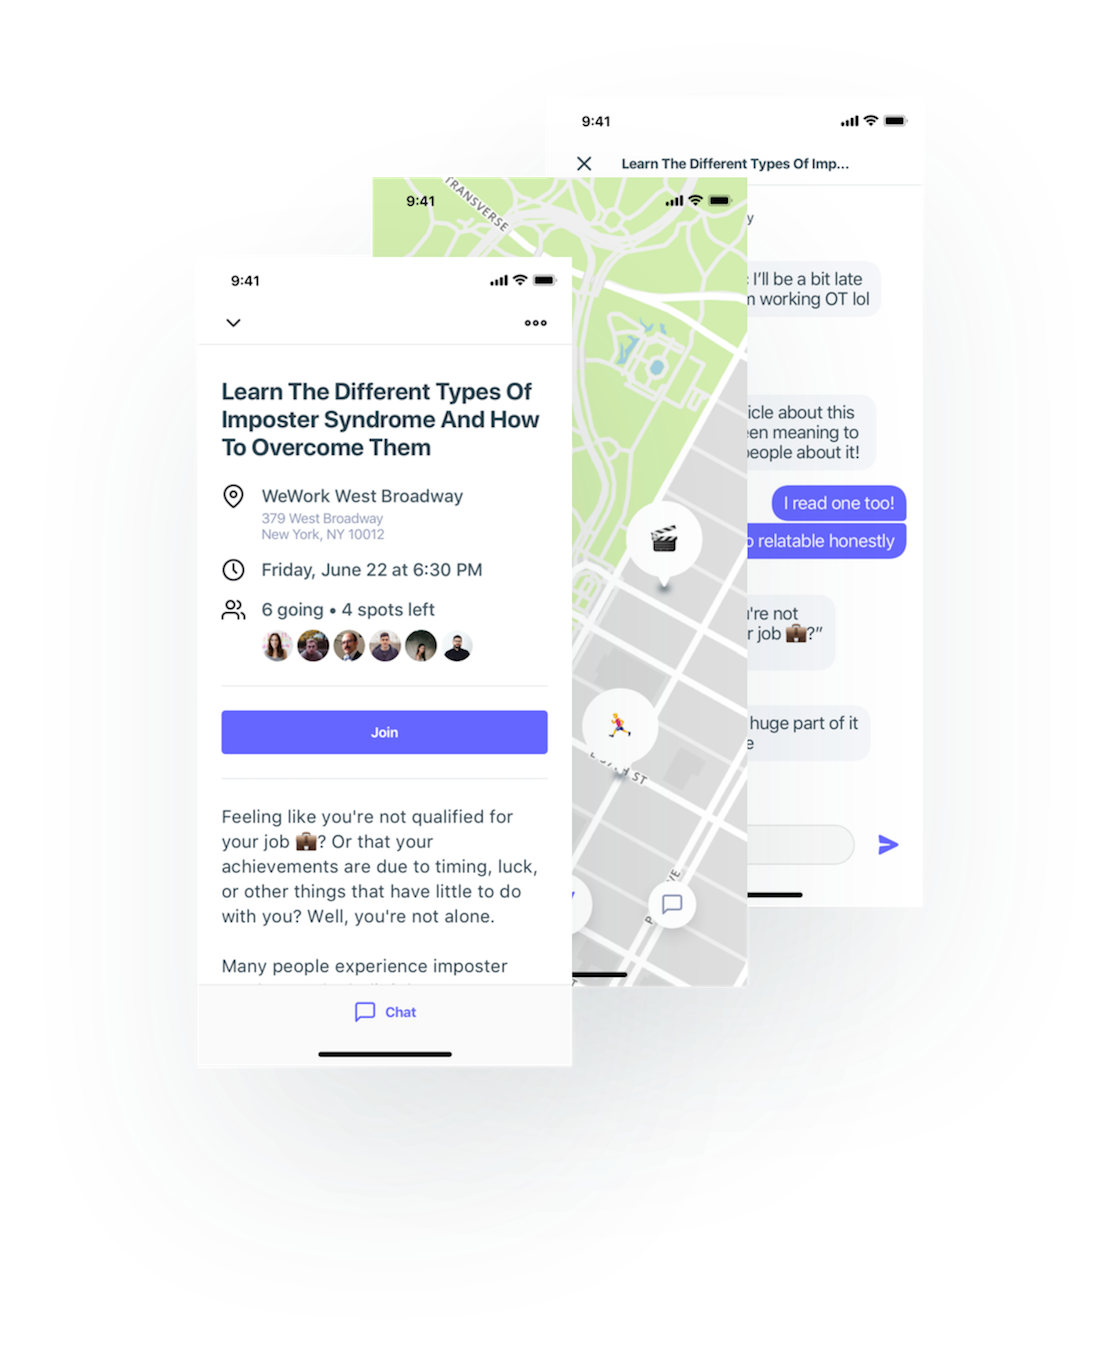 9:41
Learn The Different Types Of
Imposter Syndrome And How
To Overcome Them
WeWork West Broadway
379 West Broadway
New York, NY 10012
Friday, June 22 at 6:30 PM
6 going • 4 spots left
Join
Feeling like you're not qualified for
your job 💼? Or that your
achievements are due to timing, luck,
or other things that have little to do
with you? Well, you're not alone.
Many people experience imposter
Chat
9:41
TRANSVERSE
ST
9:41
Learn The Different Types Of Imp...
I'll be a bit late
working OT lol
about this
meaning to
people about it!
I read one too!
relatable honestly
not
job 💼?”
huge part of it